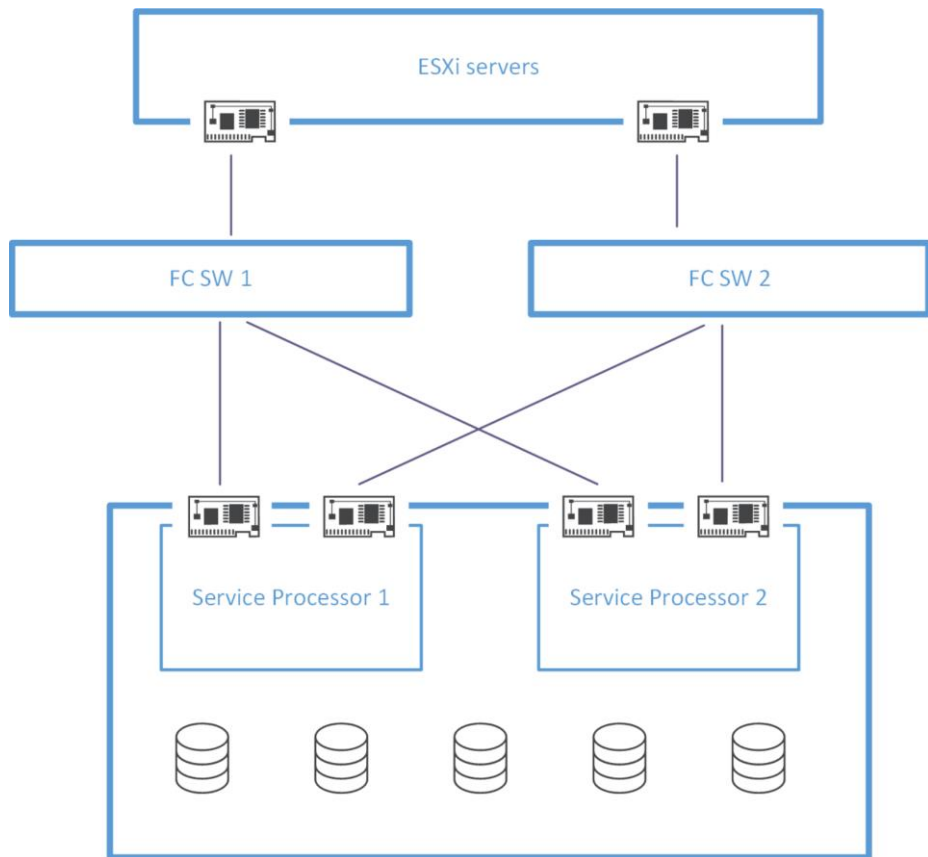 ESXi servers
FC SW 1
FC SW 2
Service Processor 1
Service Processor 2